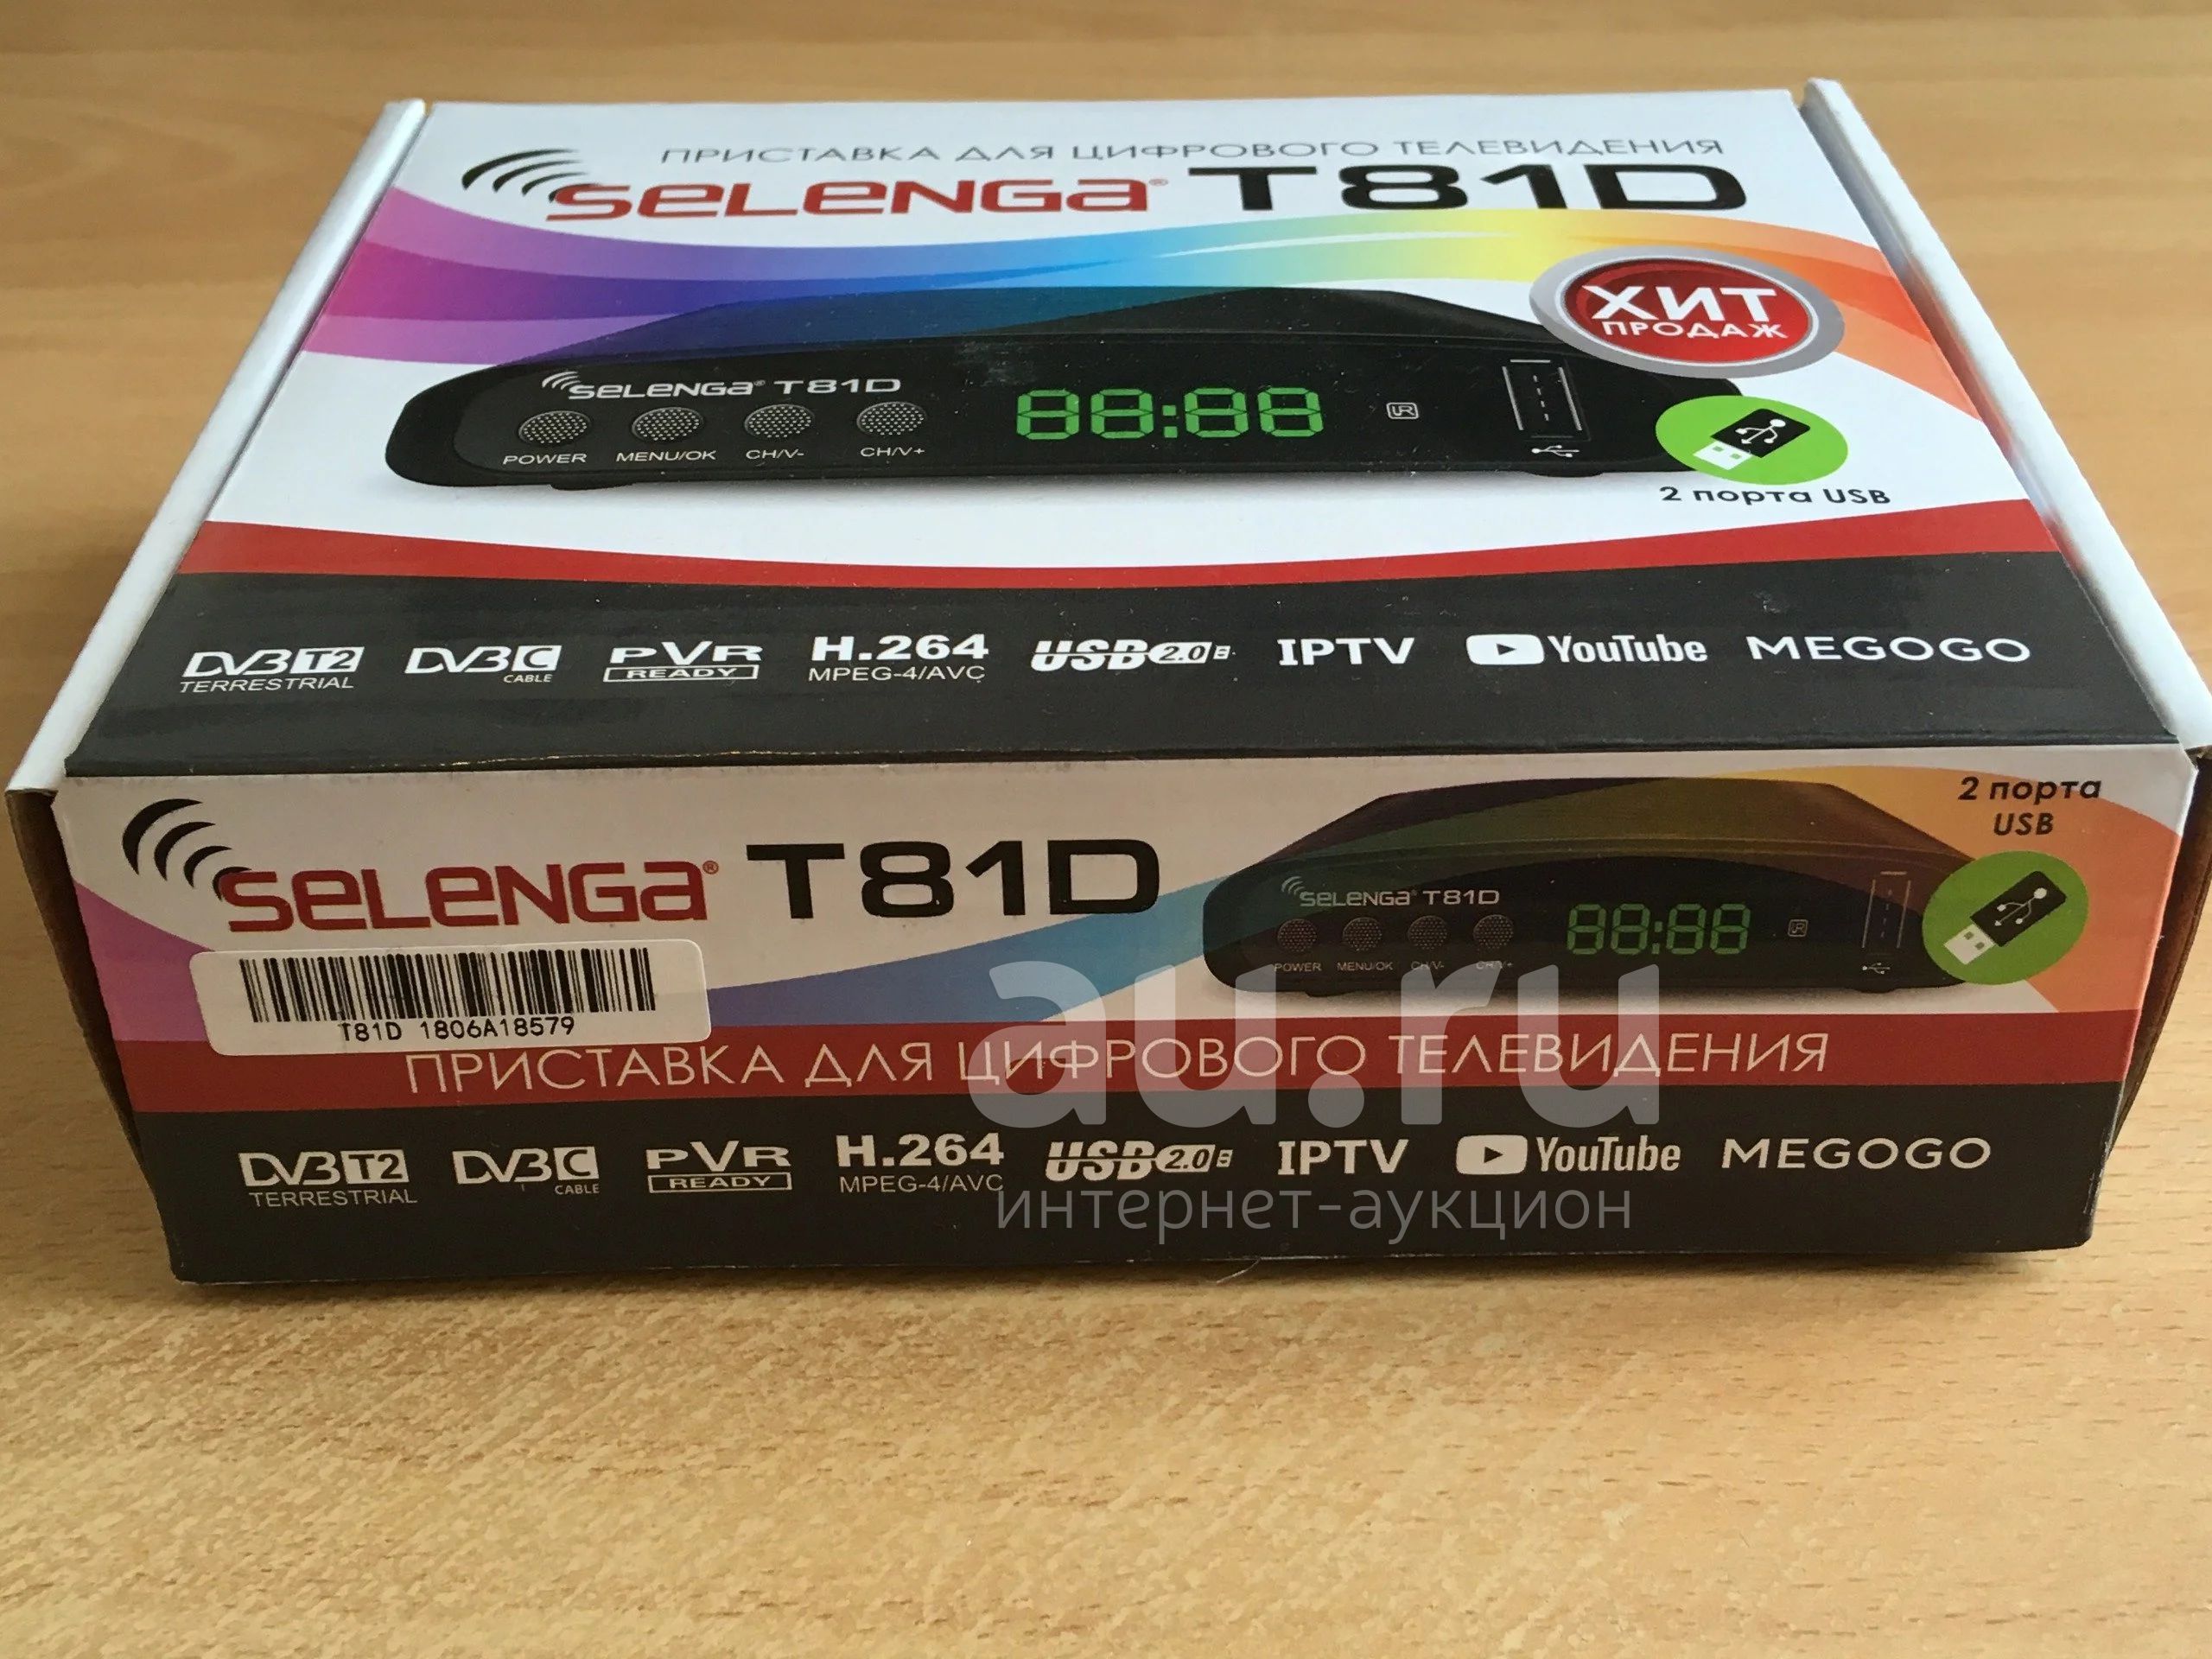 ПРИСТАВКА ДЛЯ ЦИФРОВОГО ТЕЛЕВИДЕНИЯ
SELENGA® T81D
ХИТ
ПРОДАЖ
SELENGA® T81D
88:88
POWER MENU/OK CH/V- CH/V+
2 порта USB
DVB T2 DVB C PVR H.264 USB 2.0 IPTV YouTube MEGOGO
TERRESTRIAL CABLE READY MPEG-4/AVC
SELENGA® T81D
2 порта
USB
SELENGA® T81D
88:88
POWER MENU/OK CH/V- CH/V+
T81D 1806A18579
au.ru
ПРИСТАВКА ДЛЯ ЦИФРОВОГО ТЕЛЕВИДЕНИЯ
DVB T2 DVB C PVR H.264 USB 2.0 IPTV YouTube MEGOGO
TERRESTRIAL CABLE READY MPEG-4/AVC
интернет-аукцион